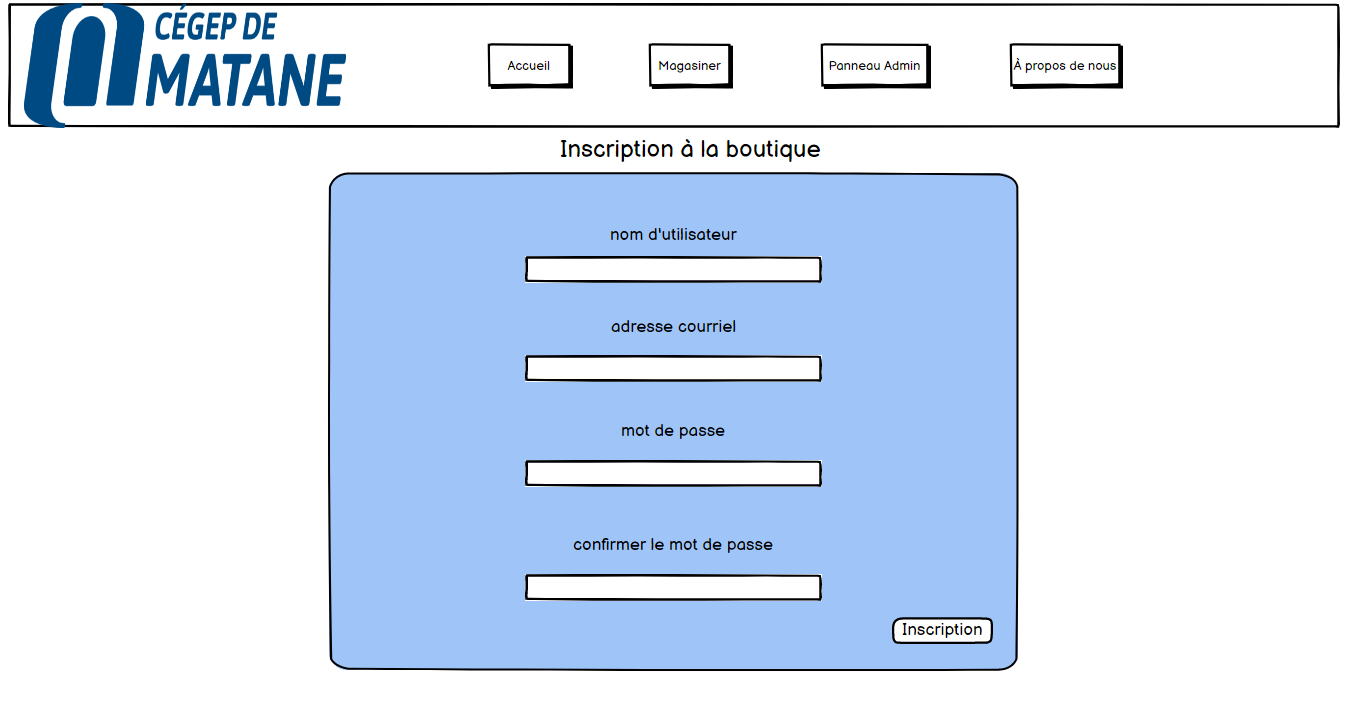 CÉGEP DE
MATANE
Accueil
Magasiner
Panneau Admin
À propos de nous
Inscription à la boutique
nom d'utilisateur
adresse courriel
mot de passe
confirmer le mot de passe
Inscription